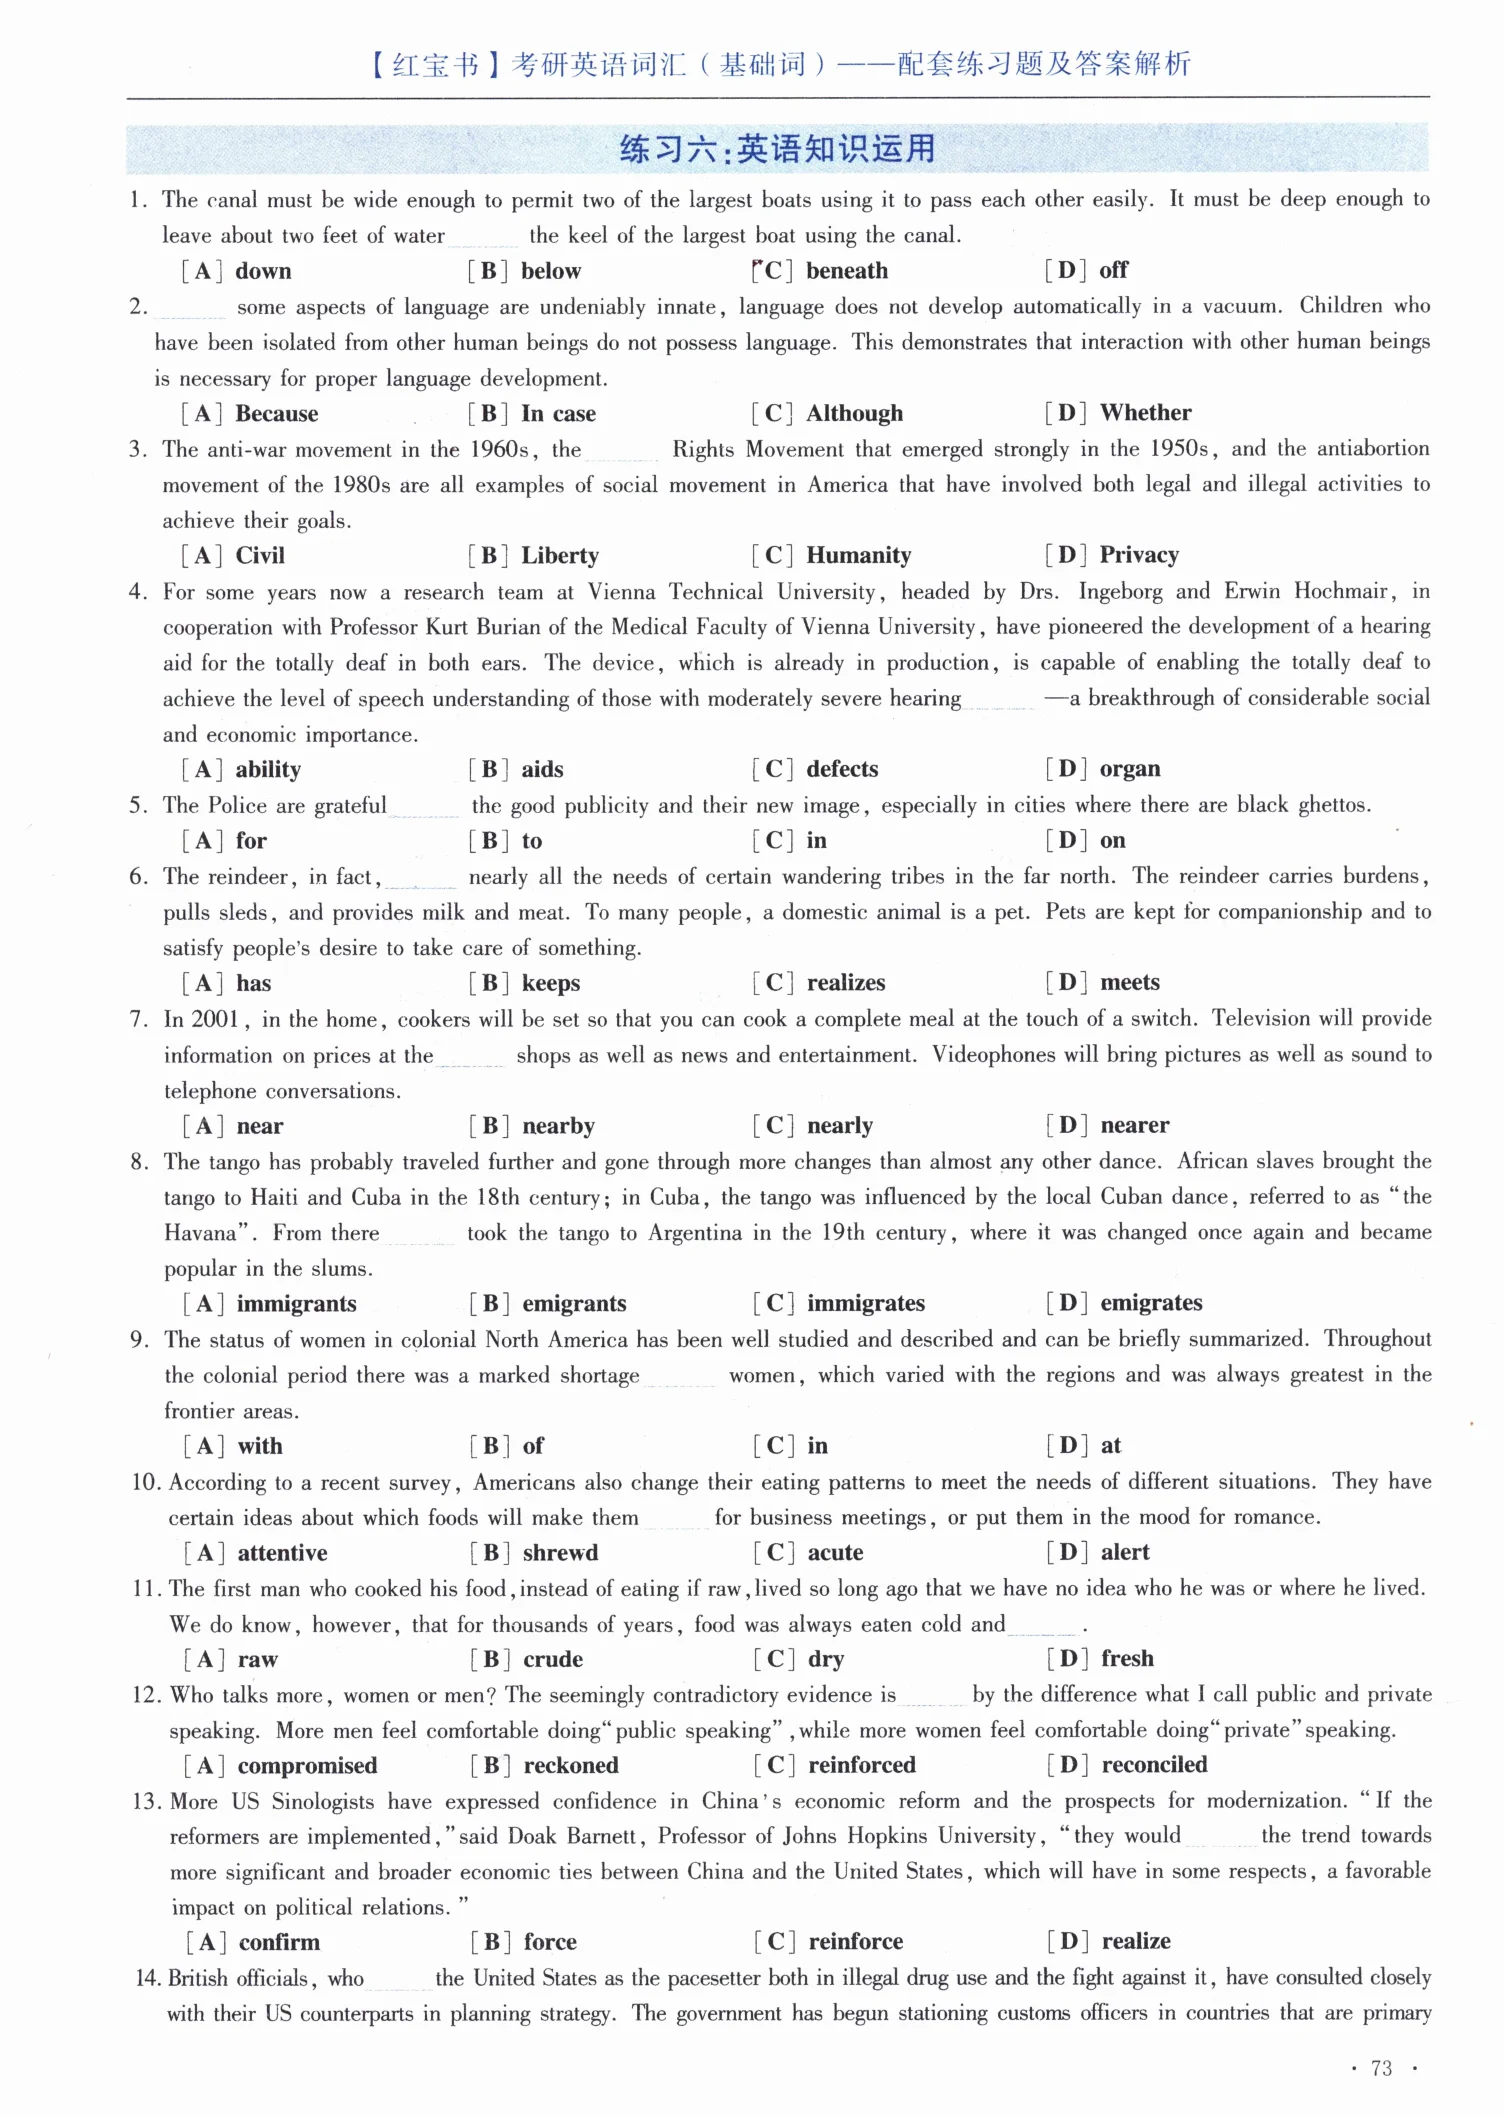 【红宝书】考研英语词汇(基础词)——配套练习题及答案解析
练习六:英语知识运用
1. The canal must be wide enough to permit two of the largest boats using it to pass each other easily. It must be deep enough to
leave about two feet of water ______ the keel of the largest boat using the canal.
[A] down [B] below [C] beneath [D] off
2. ______ some aspects of language are undeniably innate, language does not develop automatically in a vacuum. Children who
have been isolated from other human beings do not possess language. This demonstrates that interaction with other human beings
is necessary for proper language development.
[A] Because [B] In case [C] Although [D] Whether
3. The anti-war movement in the 1960s, the ______ Rights Movement that emerged strongly in the 1950s, and the antiabortion
movement of the 1980s are all examples of social movement in America that have involved both legal and illegal activities to
achieve their goals.
[A] Civil [B] Liberty [C] Humanity [D] Privacy
4. For some years now a research team at Vienna Technical University, headed by Drs. Ingeborg and Erwin Hochmair, in
cooperation with Professor Kurt Burian of the Medical Faculty of Vienna University, have pioneered the development of a hearing
aid for the totally deaf in both ears. The device, which is already in production, is capable of enabling the totally deaf to
achieve the level of speech understanding of those with moderately severe hearing ______ —a breakthrough of considerable social
and economic importance.
[A] ability [B] aids [C] defects [D] organ
5. The Police are grateful ______ the good publicity and their new image, especially in cities where there are black ghettos.
[A] for [B] to [C] in [D] on
6. The reindeer, in fact, ______ nearly all the needs of certain wandering tribes in the far north. The reindeer carries burdens,
pulls sleds, and provides milk and meat. To many people, a domestic animal is a pet. Pets are kept for companionship and to
satisfy people's desire to take care of something.
[A] has [B] keeps [C] realizes [D] meets
7. In 2001, in the home, cookers will be set so that you can cook a complete meal at the touch of a switch. Television will provide
information on prices at the ______ shops as well as news and entertainment. Videophones will bring pictures as well as sound to
telephone conversations.
[A] near [B] nearby [C] nearly [D] nearer
8. The tango has probably traveled further and gone through more changes than almost any other dance. African slaves brought the
tango to Haiti and Cuba in the 18th century; in Cuba, the tango was influenced by the local Cuban dance, referred to as "the
Havana". From there ______ took the tango to Argentina in the 19th century, where it was changed once again and became
popular in the slums.
[A] immigrants [B] emigrants [C] immigrates [D] emigrates
9. The status of women in colonial North America has been well studied and described and can be briefly summarized. Throughout
the colonial period there was a marked shortage ______ women, which varied with the regions and was always greatest in the
frontier areas.
[A] with [B] of [C] in [D] at
10. According to a recent survey, Americans also change their eating patterns to meet the needs of different situations. They have
certain ideas about which foods will make them ______ for business meetings, or put them in the mood for romance.
[A] attentive [B] shrewd [C] acute [D] alert
11. The first man who cooked his food, instead of eating if raw, lived so long ago that we have no idea who he was or where he lived.
We do know, however, that for thousands of years, food was always eaten cold and ______ .
[A] raw [B] crude [C] dry [D] fresh
12. Who talks more, women or men? The seemingly contradictory evidence is ______ by the difference what I call public and private
speaking. More men feel comfortable doing "public speaking", while more women feel comfortable doing "private" speaking.
[A] compromised [B] reckoned [C] reinforced [D] reconciled
13. More US Sinologists have expressed confidence in China's economic reform and the prospects for modernization. "If the
reformers are implemented," said Doak Barnett, Professor of Johns Hopkins University, "they would ______ the trend towards
more significant and broader economic ties between China and the United States, which will have in some respects, a favorable
impact on political relations."
[A] confirm [B] force [C] reinforce [D] realize
14. British officials, who ______ the United States as the pacesetter both in illegal drug use and the fight against it, have consulted closely
with their US counterparts in planning strategy. The government has begun stationing customs officers in countries that are primary
· 73 ·